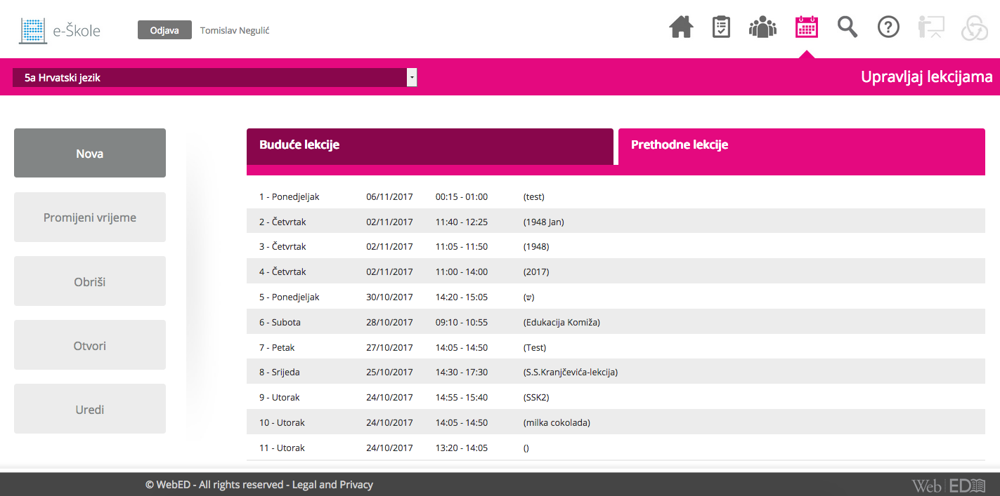 e-Škole
Odjava Tomislav Negulić
5a Hrvatski jezik
Upravljaj lekcijama
Nova
Promijeni vrijeme
Obriši
Otvori
Uredi
Buduće lekcije Prethodne lekcije
1 - Ponedjeljak 06/11/2017 00:15 - 01:00 (test)
2 - Četvrtak 02/11/2017 11:40 - 12:25 (1948 Jan)
3 - Četvrtak 02/11/2017 11:05 - 11:50 (1948)
4 - Četvrtak 02/11/2017 11:00 - 14:00 (2017)
5 - Ponedjeljak 30/10/2017 14:20 - 15:05 (ש)
6 - Subota 28/10/2017 09:10 - 10:55 (Edukacija Komiža)
7 - Petak 27/10/2017 14:05 - 14:50 (Test)
8 - Srijeda 25/10/2017 14:30 - 17:30 (S.S.Kranjčevića-lekcija)
9 - Utorak 24/10/2017 14:55 - 15:40 (SSK2)
10 - Utorak 24/10/2017 14:05 - 14:50 (milka cokolada)
11 - Utorak 24/10/2017 13:20 - 14:05 ()
© WebED - All rights reserved - Legal and Privacy
Web ED